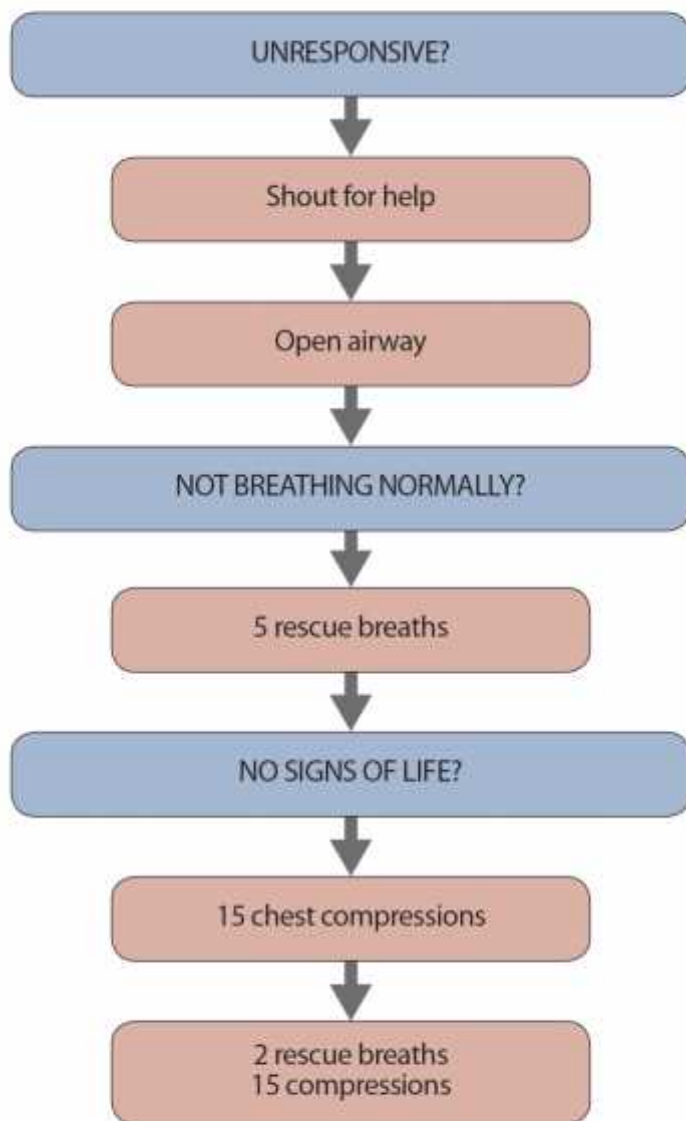 UNRESPONSIVE?
Shout for help
Open airway
NOT BREATHING NORMALLY?
5 rescue breaths
NO SIGNS OF LIFE?
15 chest compressions
2 rescue breaths
15 compressions